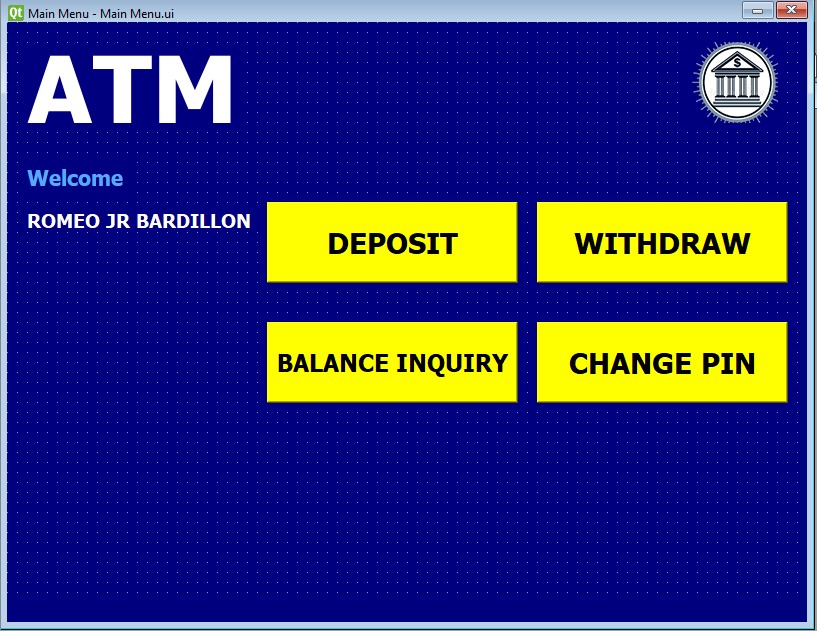 Qt Main Menu - Main Menu.ui
ATM
$
Welcome
ROMEO JR BARDILLON
DEPOSIT WITHDRAW
BALANCE INQUIRY CHANGE PIN